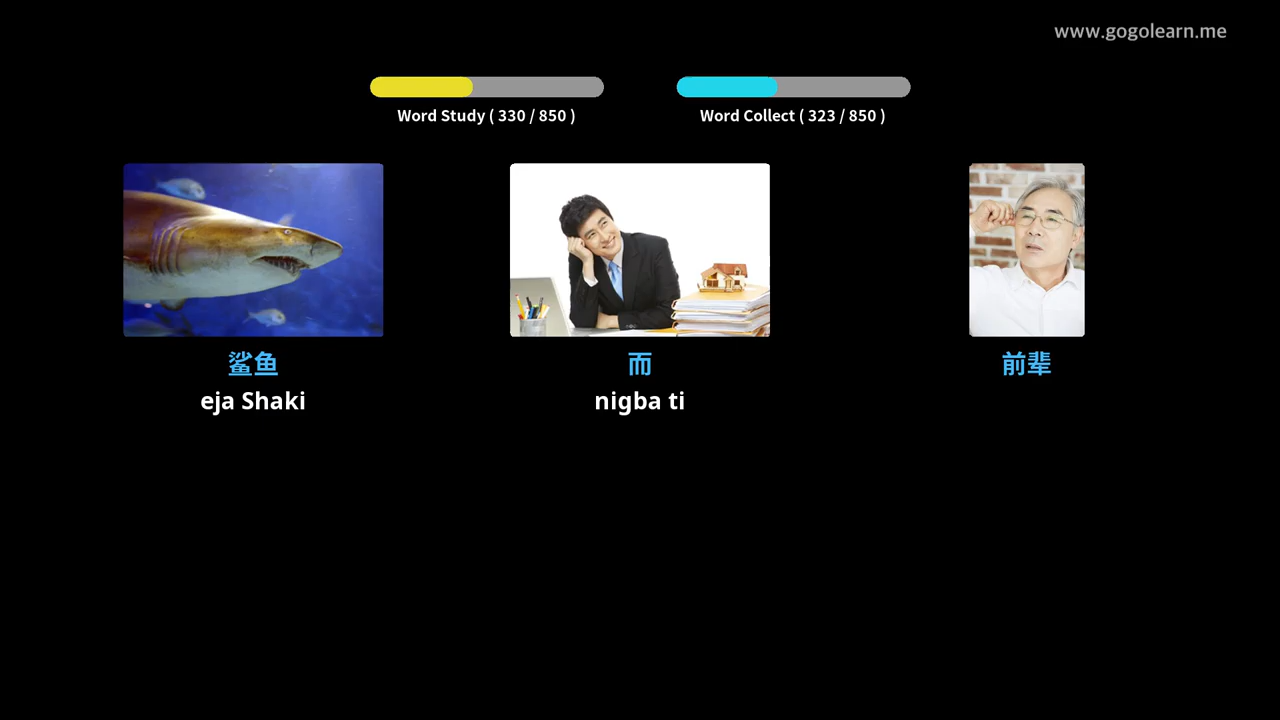 www.gogolearn.me
Word Study ( 330 / 850 )
Word Collect ( 323 / 850 )
鲨鱼
eja Shaki
而
nigba ti
前辈